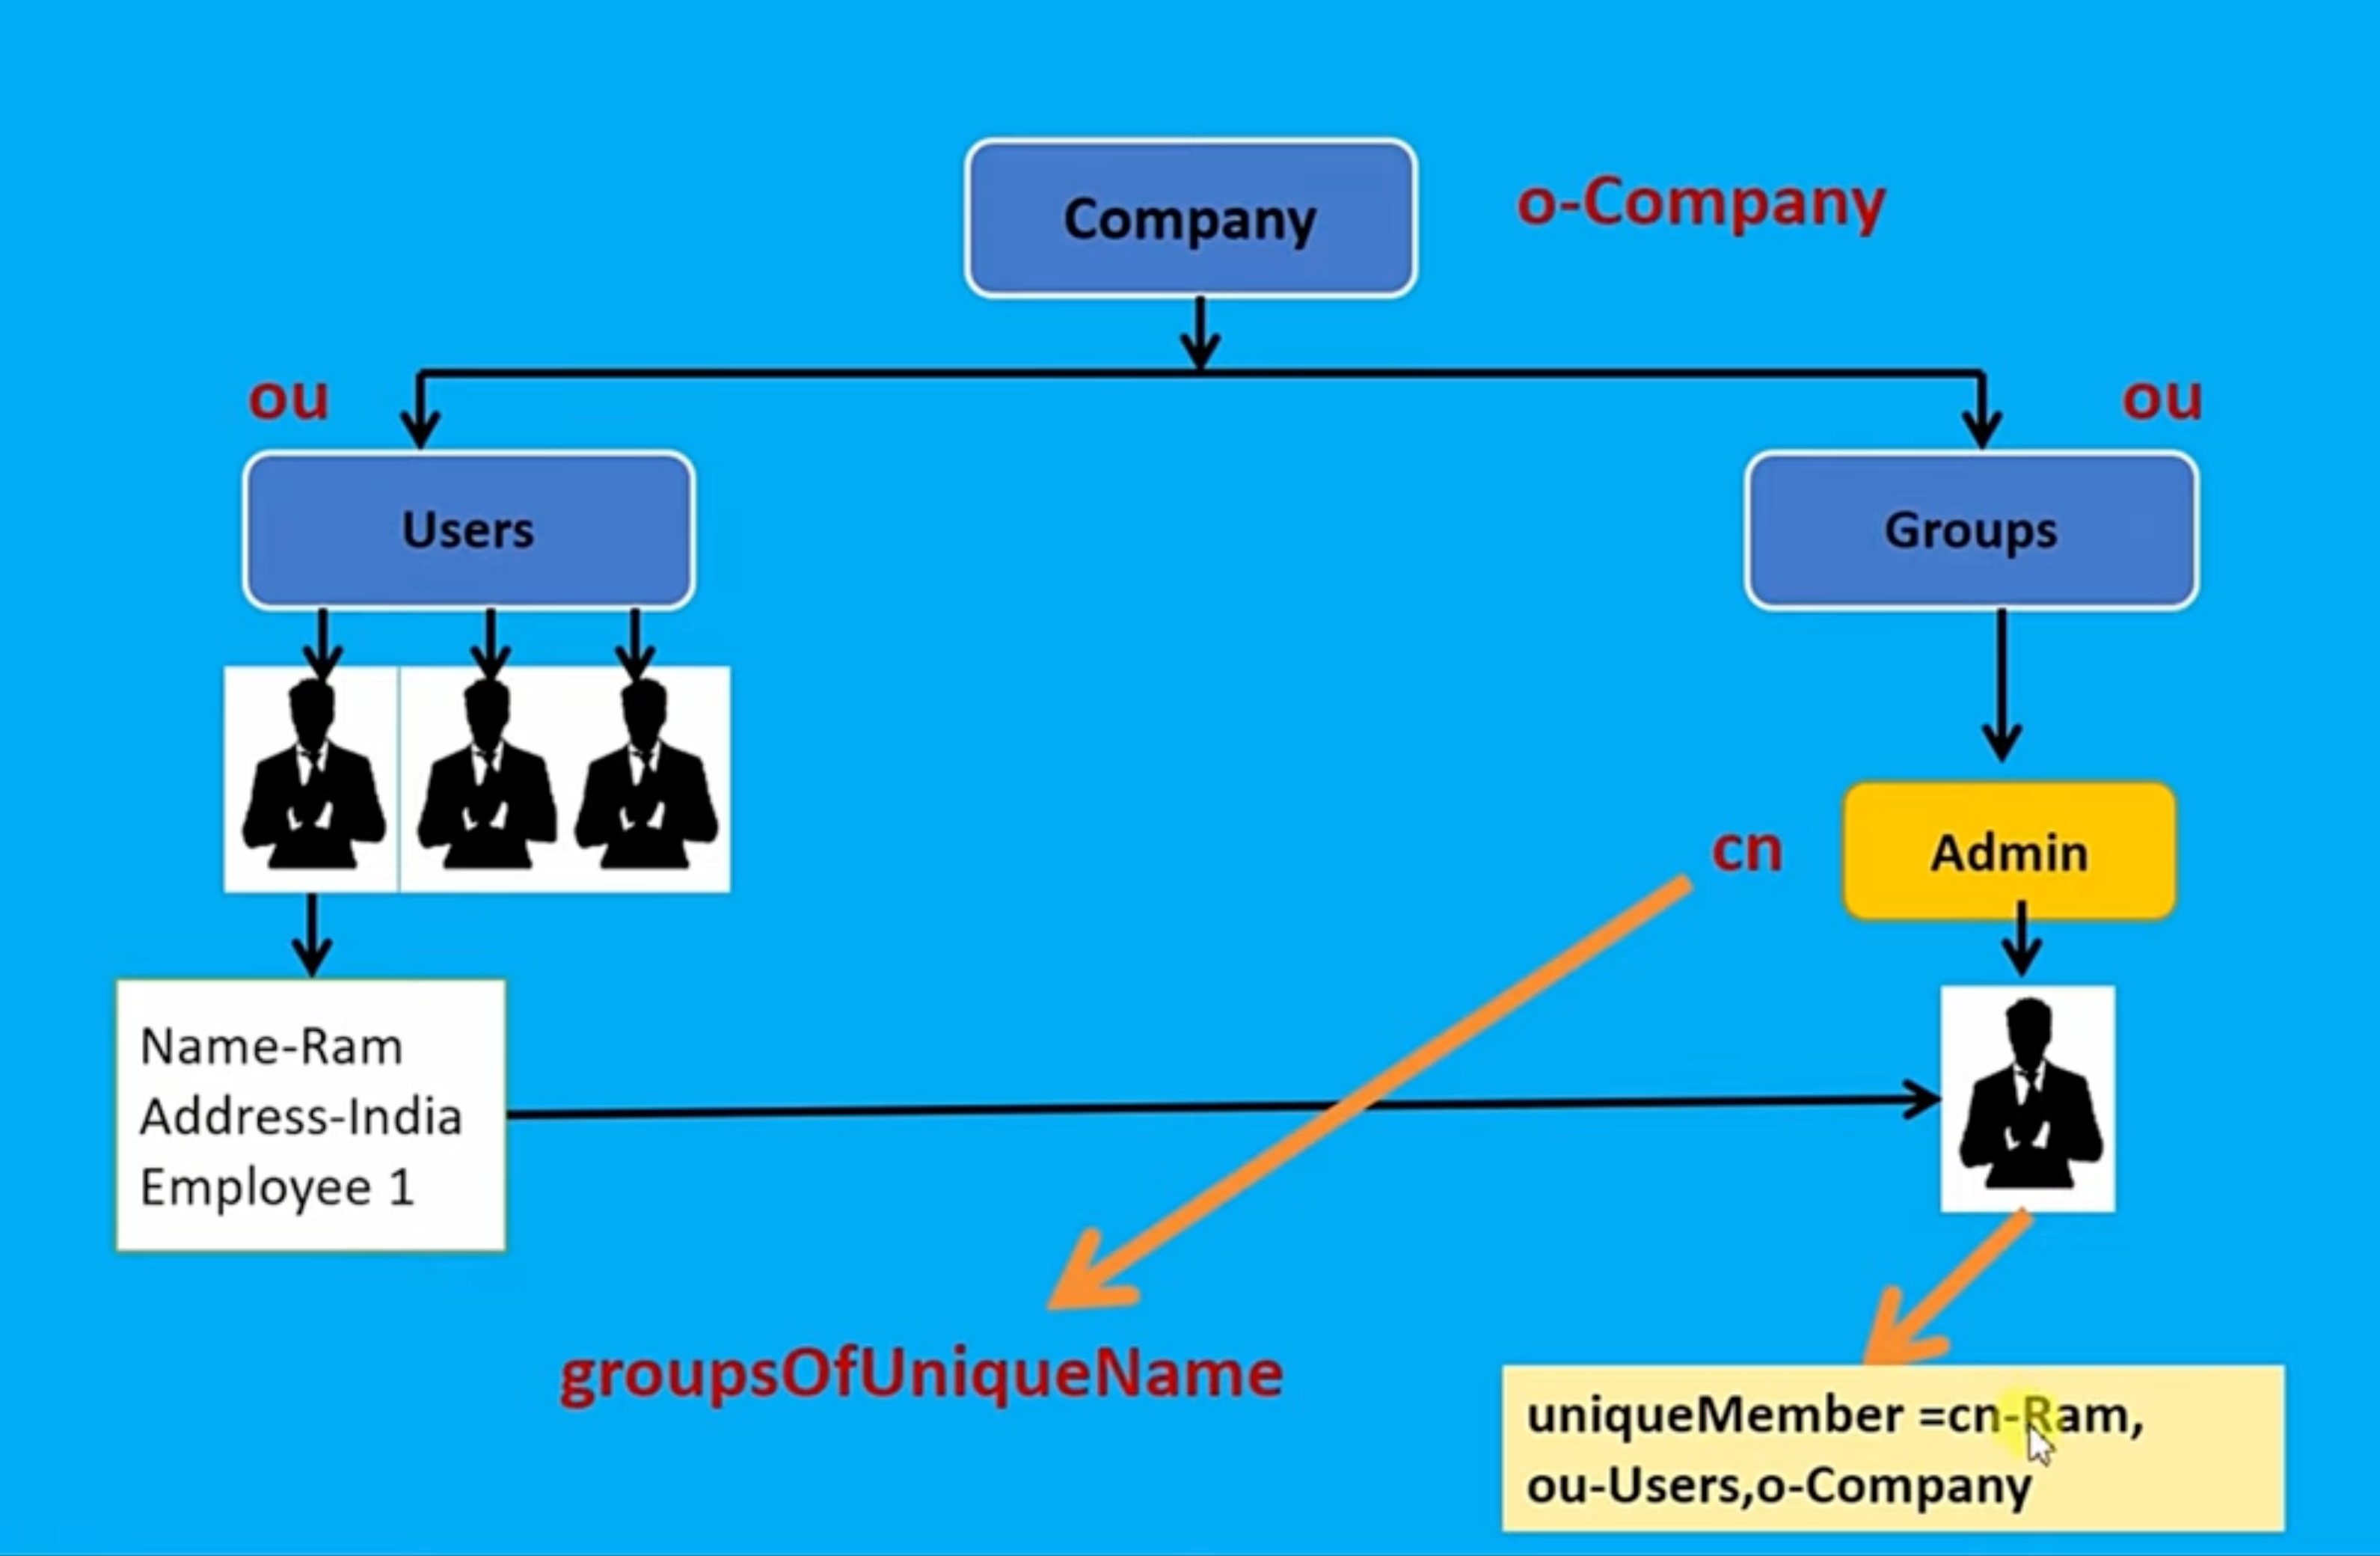 Company
o-Company
ou
ou
Users
Groups
cn
Admin
Name-Ram
Address-India
Employee 1
groupsOfUniqueName
uniqueMember =cn-Ram,
ou-Users,o-Company